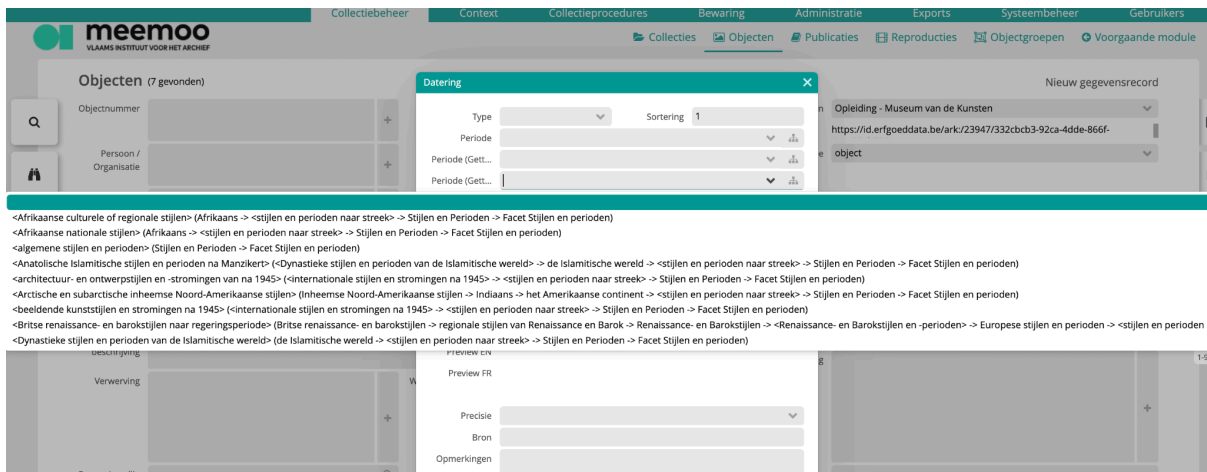 Collectiebeheer Context Collectieprocedures Bewaring Administratie Exports Systeembeheer Gebruikers
meemoo
VLAAMS INSTITUUT VOOR HET ARCHIEF
Collecties Objecten Publicaties Reproducties Objectgroepen Voorgaande module
Objecten (7 gevonden)
Datering
Nieuw gegevensrecord
Objectnummer
Type
Sortering 1
Opleiding - Museum van de Kunsten
Periode
https://id.erfgoeddata.be/ark:/23947/332cbcb3-92ca-4dde-866f-
Persoon / Organisatie
Periode (Gett...
object
Periode (Gett...
<Afrikaanse culturele of regionale stijlen> (Afrikaans -> <stijlen en perioden naar streek> -> Stijlen en Perioden -> Facet Stijlen en perioden)
<Afrikaanse nationale stijlen> (Afrikaans -> <stijlen en perioden naar streek> -> Stijlen en Perioden -> Facet Stijlen en perioden)
<algemene stijlen en perioden> (Stijlen en Perioden -> Facet Stijlen en perioden)
<Anatolische Islamitische stijlen en perioden na Manzikert> (<Dynastieke stijlen en perioden van de Islamitische wereld> -> de Islamitische wereld -> <stijlen en perioden naar streek> -> Stijlen en Perioden -> Facet Stijlen en perioden)
<architectuur- en ontwerpstijlen en -stromingen van na 1945> (<internationale stijlen en stromingen na 1945> -> <stijlen en perioden naar streek> -> Stijlen en Perioden -> Facet Stijlen en perioden)
<Arctische en subarctische inheemse Noord-Amerikaanse stijlen> (Inheemse Noord-Amerikaanse stijlen -> Indiaans -> het Amerikaanse continent -> <stijlen en perioden naar streek> -> Stijlen en Perioden -> Facet Stijlen en perioden)
<beeldende kunststijlen en stromingen na 1945> (<internationale stijlen en stromingen na 1945> -> <stijlen en perioden naar streek> -> Stijlen en Perioden -> Facet Stijlen en perioden)
<Britse renaissance- en barokstijlen naar regeringsperiode> (Britse renaissance- en barokstijlen -> regionale stijlen van Renaissance en Barok -> Renaissance- en Barokstijlen -> <Renaissance- en Barokstijlen en -perioden> -> Europese stijlen en perioden -> <stijlen en perioden
<Dynastieke stijlen en perioden van de Islamitische wereld> (de Islamitische wereld -> <stijlen en perioden naar streek> -> Stijlen en Perioden -> Facet Stijlen en perioden)
beschrijving
Preview EN
Preview FR
Verwerving
Precisie
Bron
Opmerkingen